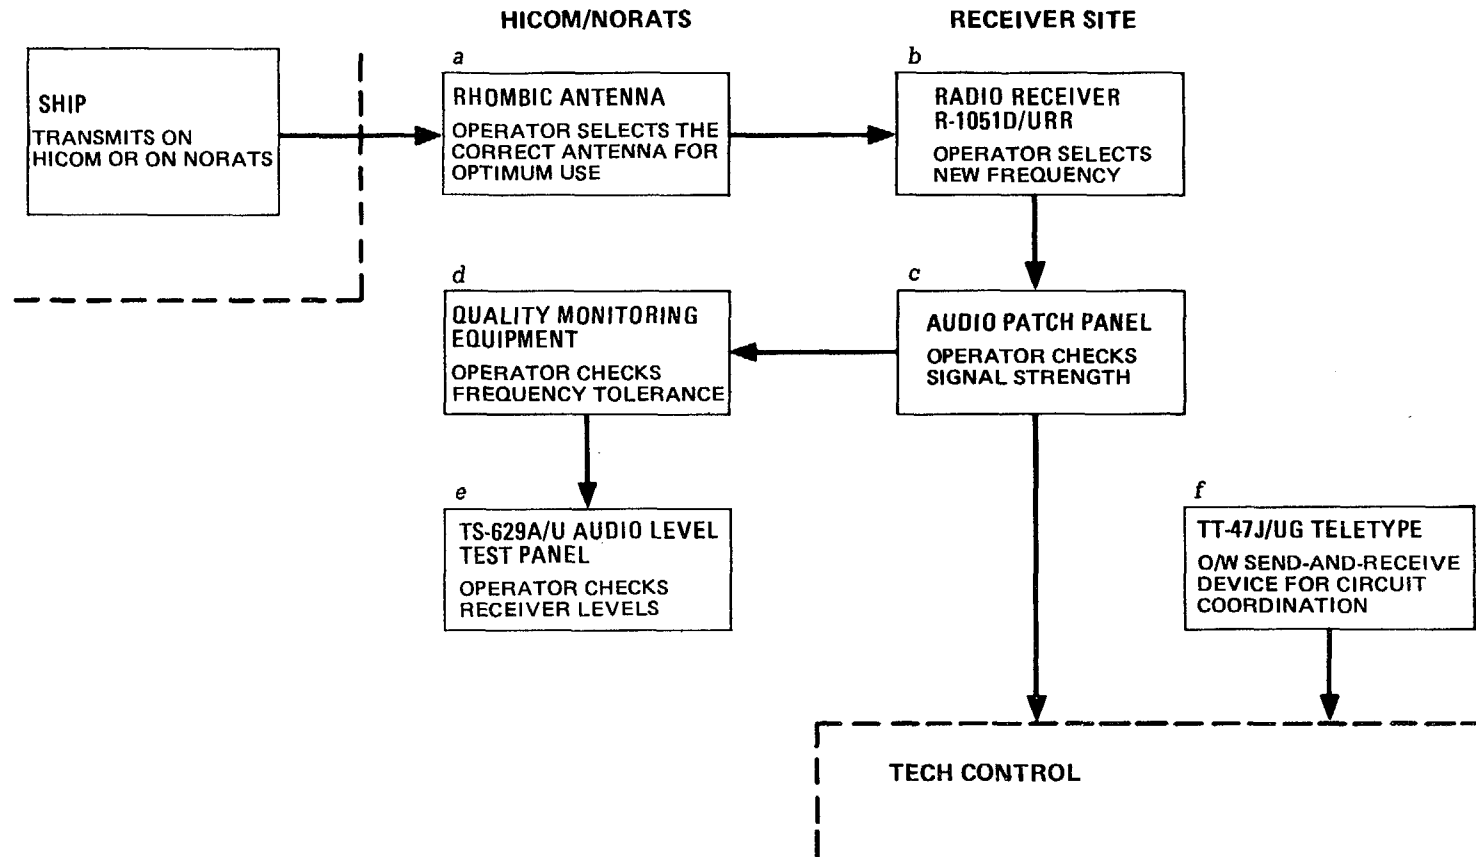 HICOM/NORATS
RECEIVER SITE
SHIP
TRANSMITS ON
HICOM OR ON NORATS
a
RHOMBIC ANTENNA
OPERATOR SELECTS THE
CORRECT ANTENNA FOR
OPTIMUM USE
b
RADIO RECEIVER
R-1051D/URR
OPERATOR SELECTS
NEW FREQUENCY
d
QUALITY MONITORING
EQUIPMENT
OPERATOR CHECKS
FREQUENCY TOLERANCE
c
AUDIO PATCH PANEL
OPERATOR CHECKS
SIGNAL STRENGTH
e
TS-629A/U AUDIO LEVEL
TEST PANEL
OPERATOR CHECKS
RECEIVER LEVELS
f
TT-47J/UG TELETYPE
O/W SEND-AND-RECEIVE
DEVICE FOR CIRCUIT
COORDINATION
TECH CONTROL